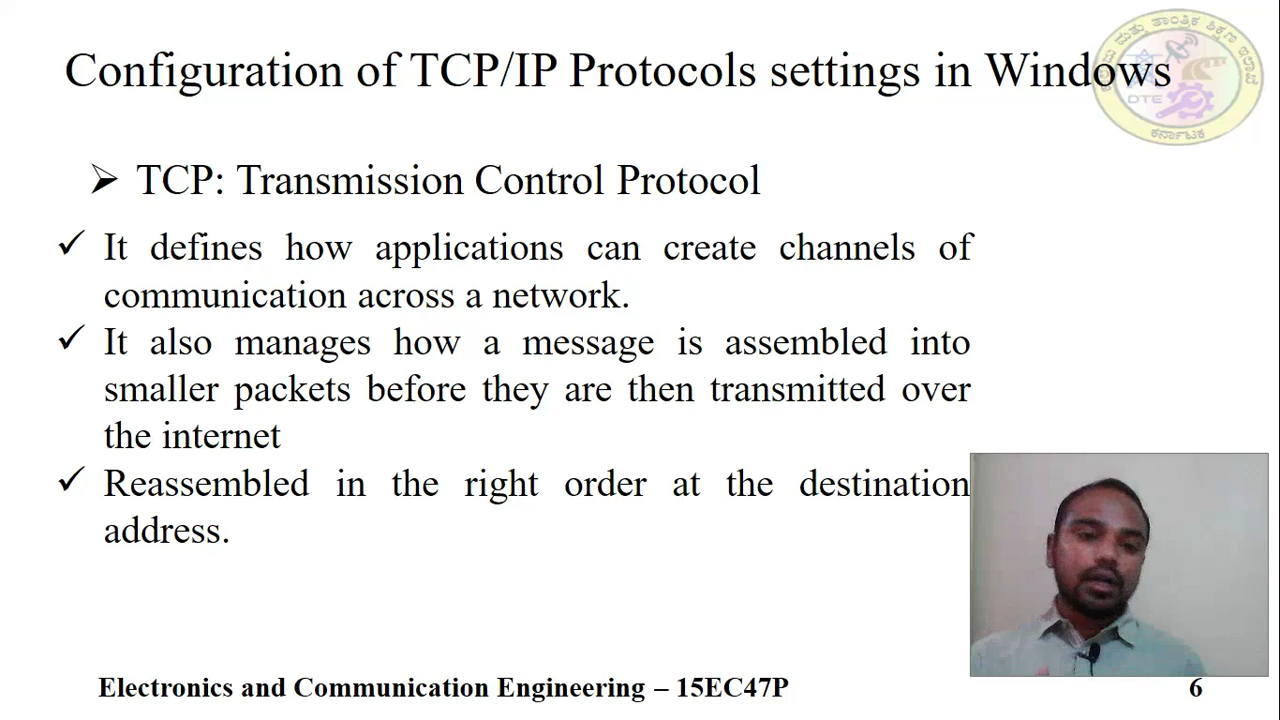 Configuration of TCP/IP Protocols settings in Windows
DTE
ಕರ್ನಾಟಕ
➢ TCP: Transmission Control Protocol
✓ It defines how applications can create channels of
communication across a network.
✓ It also manages how a message is assembled into
smaller packets before they are then transmitted over
the internet
✓ Reassembled in the right order at the destination
address.
Electronics and Communication Engineering – 15EC47P
6